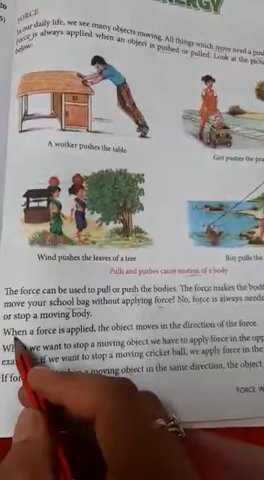 ENERGY
FORCE
In our daily life, we see many objects moving. All things which move need a push
Force is always applied when an object is pushed or pulled. Look at the pictu
below:
A worker pushes the table
Girl pushes the pra
Wind pushes the leaves of a tree
Boy pulls the
Pulls and pushes cause motion of a body
The force can be used to pull or push the bodies. The force makes the bodi
move your school bag without applying force? No, force is always neede
or stop a moving body.
When a force is applied, the object moves in the direction of the force.
we want to stop a moving object we have to apply force in the opp
if we want to stop a moving cricket ball, we apply force in the
If for a moving object in the same direction, the object
FORCE, W